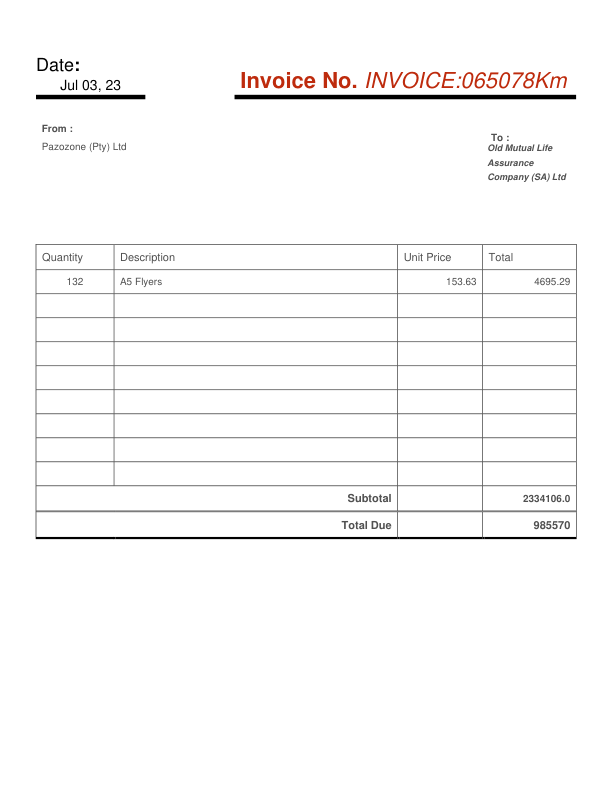 Date:
Jul 03, 23
Invoice No. INVOICE:065078Km
From :
Pazozone (Pty) Ltd
To :
Old Mutual Life
Assurance
Company (SA) Ltd
Quantity Description Unit Price Total
132 A5 Flyers 153.63 4695.29
Subtotal 2334106.0
Total Due 985570